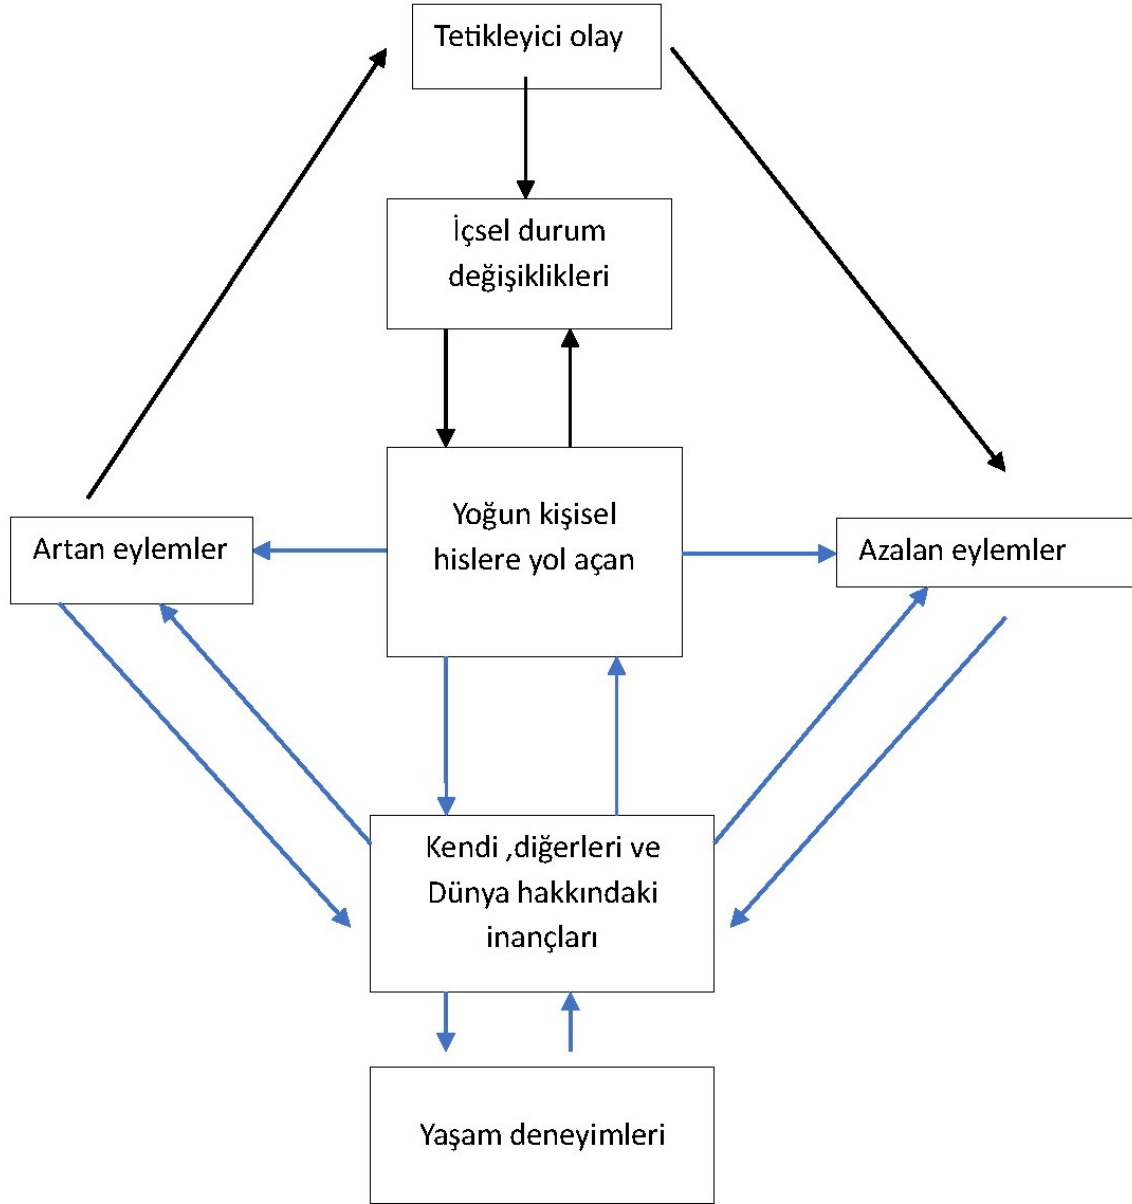 Tetikleyici olay
İçsel durum
değişiklikleri
Yoğun kişisel
hislere yol açan
Artan eylemler
Azalan eylemler
Kendi ,diğerleri ve
Dünya hakkındaki
inançları
Yaşam deneyimleri